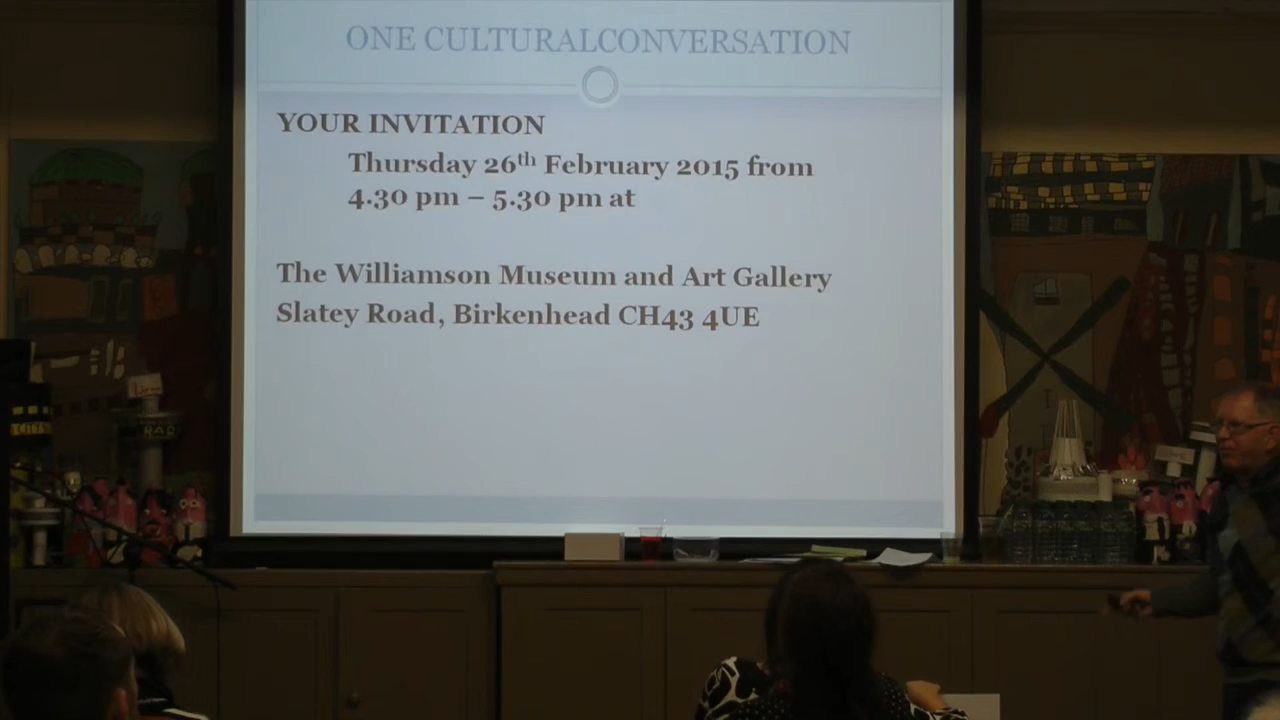 ONE CULTURALCONVERSATION
YOUR INVITATION
Thursday 26th February 2015 from
4.30 pm – 5.30 pm at
The Williamson Museum and Art Gallery
Slatey Road, Birkenhead CH43 4UE
RAD